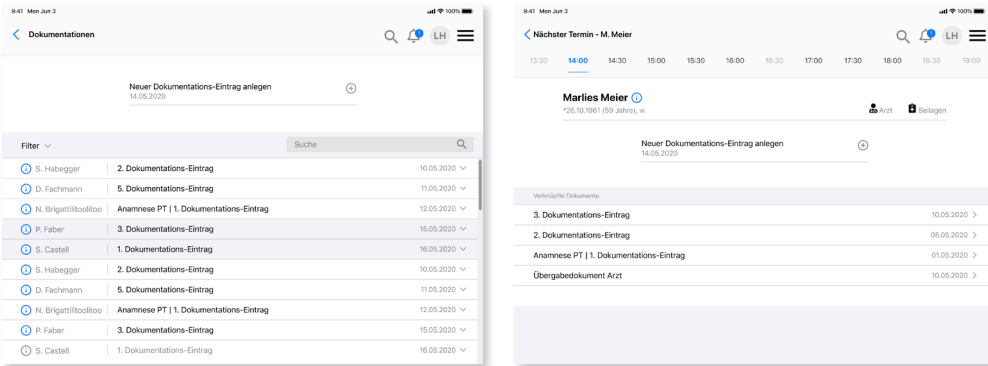 9:41 Mon Jun 3 100%
Dokumentationen 1 LH
Neuer Dokumentations-Eintrag anlegen
14.05.2020
Filter Suche
S. Habegger 2. Dokumentations-Eintrag 10.05.2020
D. Fachmann 5. Dokumentations-Eintrag 11.05.2020
N. Brigattilitoolitoo Anamnese PT | 1. Dokumentations-Eintrag 12.05.2020
P. Faber 3. Dokumentations-Eintrag 15.05.2020
S. Castell 1. Dokumentations-Eintrag 16.05.2020
S. Habegger 2. Dokumentations-Eintrag 10.05.2020
D. Fachmann 5. Dokumentations-Eintrag 11.05.2020
N. Brigattilitoolitoo Anamnese PT | 1. Dokumentations-Eintrag 12.05.2020
P. Faber 3. Dokumentations-Eintrag 15.05.2020
S. Castell 1. Dokumentations-Eintrag 16.05.2020
9:41 Mon Jun 3 100%
Nächster Termin - M. Meier 1 LH
13:30 14:00 14:30 15:00 15:30 16:00 16:30 17:00 17:30 18:00 18:30 19:00
Marlies Meier
*26.10.1961 (59 Jahre), w Arzt Beilagen
Neuer Dokumentations-Eintrag anlegen
14.05.2020
Verknüpfte Dokumente
3. Dokumentations-Eintrag 10.05.2020
2. Dokumentations-Eintrag 05.05.2020
Anamnese PT | 1. Dokumentations-Eintrag 01.05.2020
Übergabedokument Arzt 10.05.2020